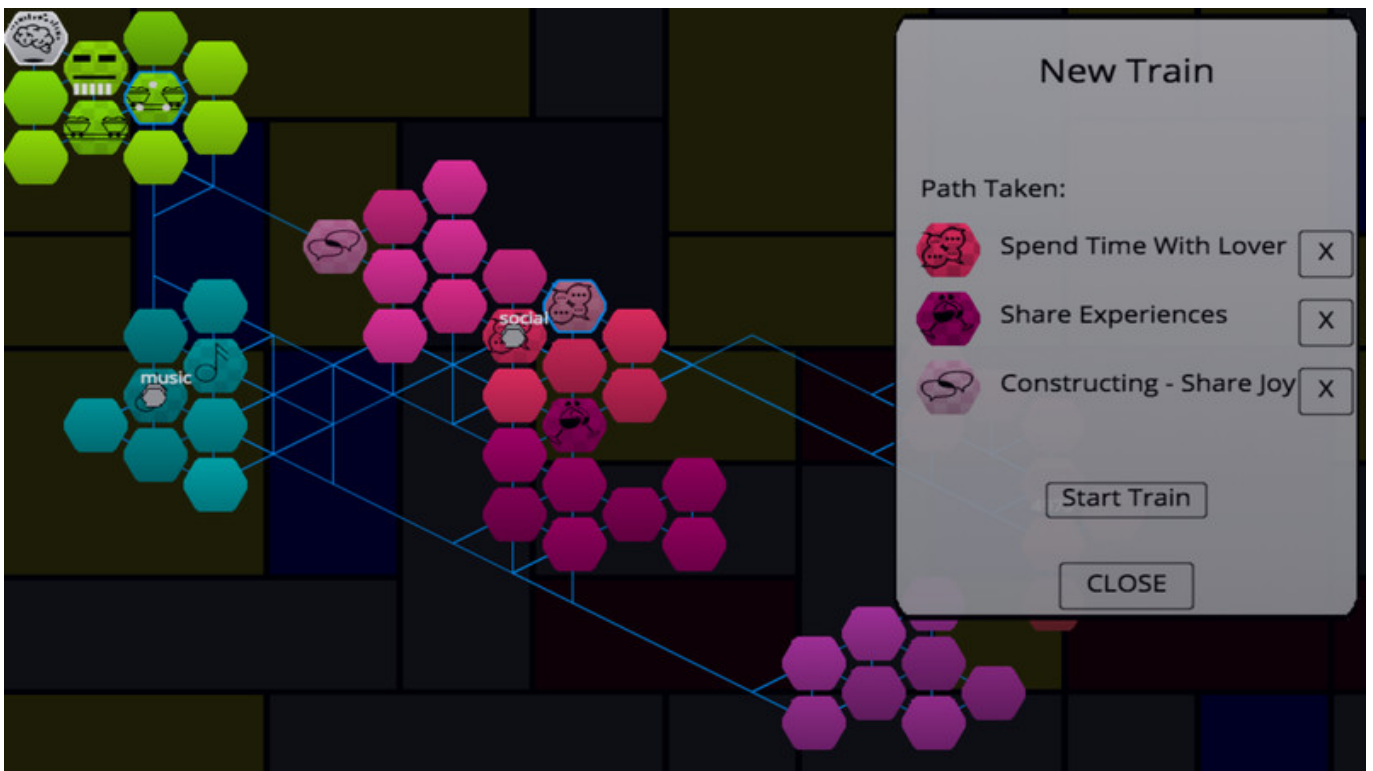 New Train
Path Taken:
Spend Time With Lover X
Share Experiences X
Constructing - Share Joy X
Start Train
CLOSE
social
music